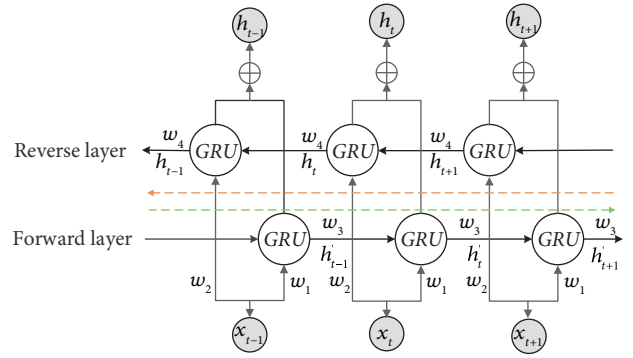 h_{t-1} h_t h_{t+1}
Reverse layer w_4 GRU w_4 GRU w_4 GRU
h_{t-1} h_t h_{t+1}
Forward layer GRU w_3 GRU w_3 GRU w_3
h'_{t-1} h'_t h'_{t+1}
w_2 w_1 w_2 w_1 w_2 w_1
x_{t-1} x_t x_{t+1}